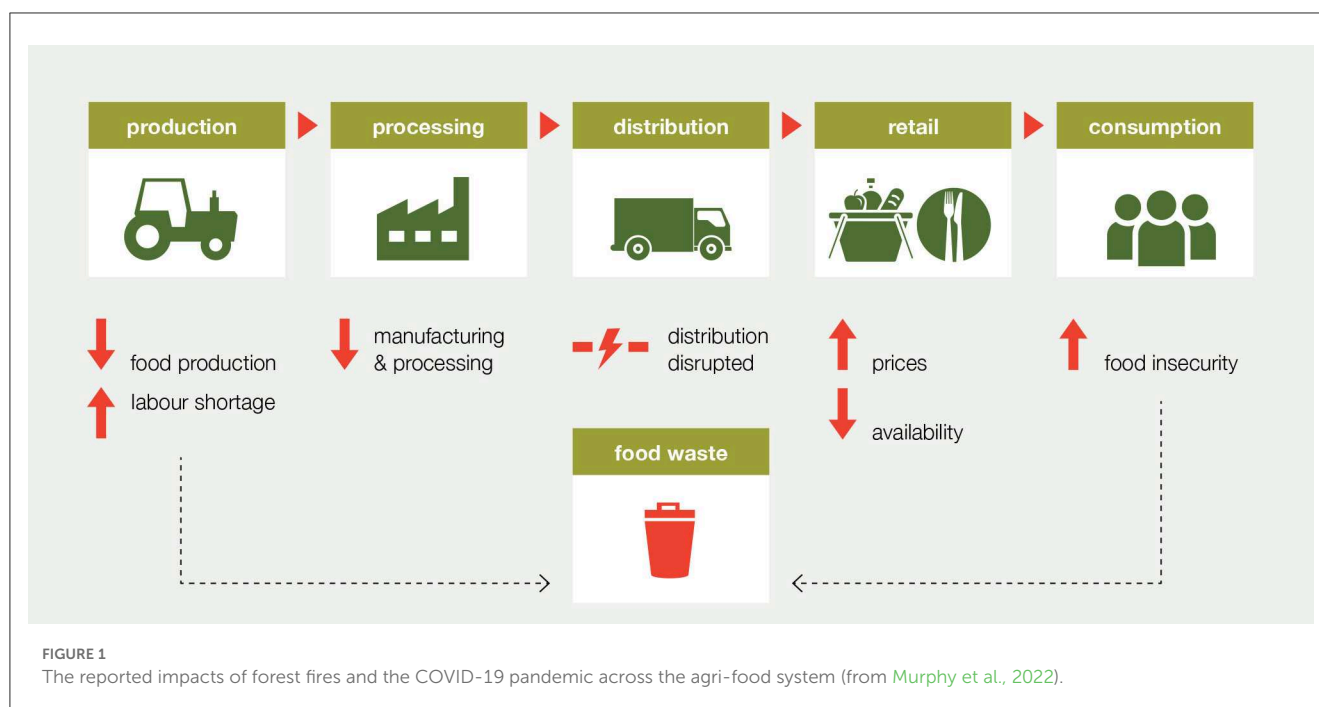 production
processing
distribution
retail
consumption
food production
labour shortage
manufacturing
& processing
distribution
disrupted
prices
availability
food insecurity
food waste
FIGURE 1
The reported impacts of forest fires and the COVID-19 pandemic across the agri-food system (from Murphy et al., 2022).